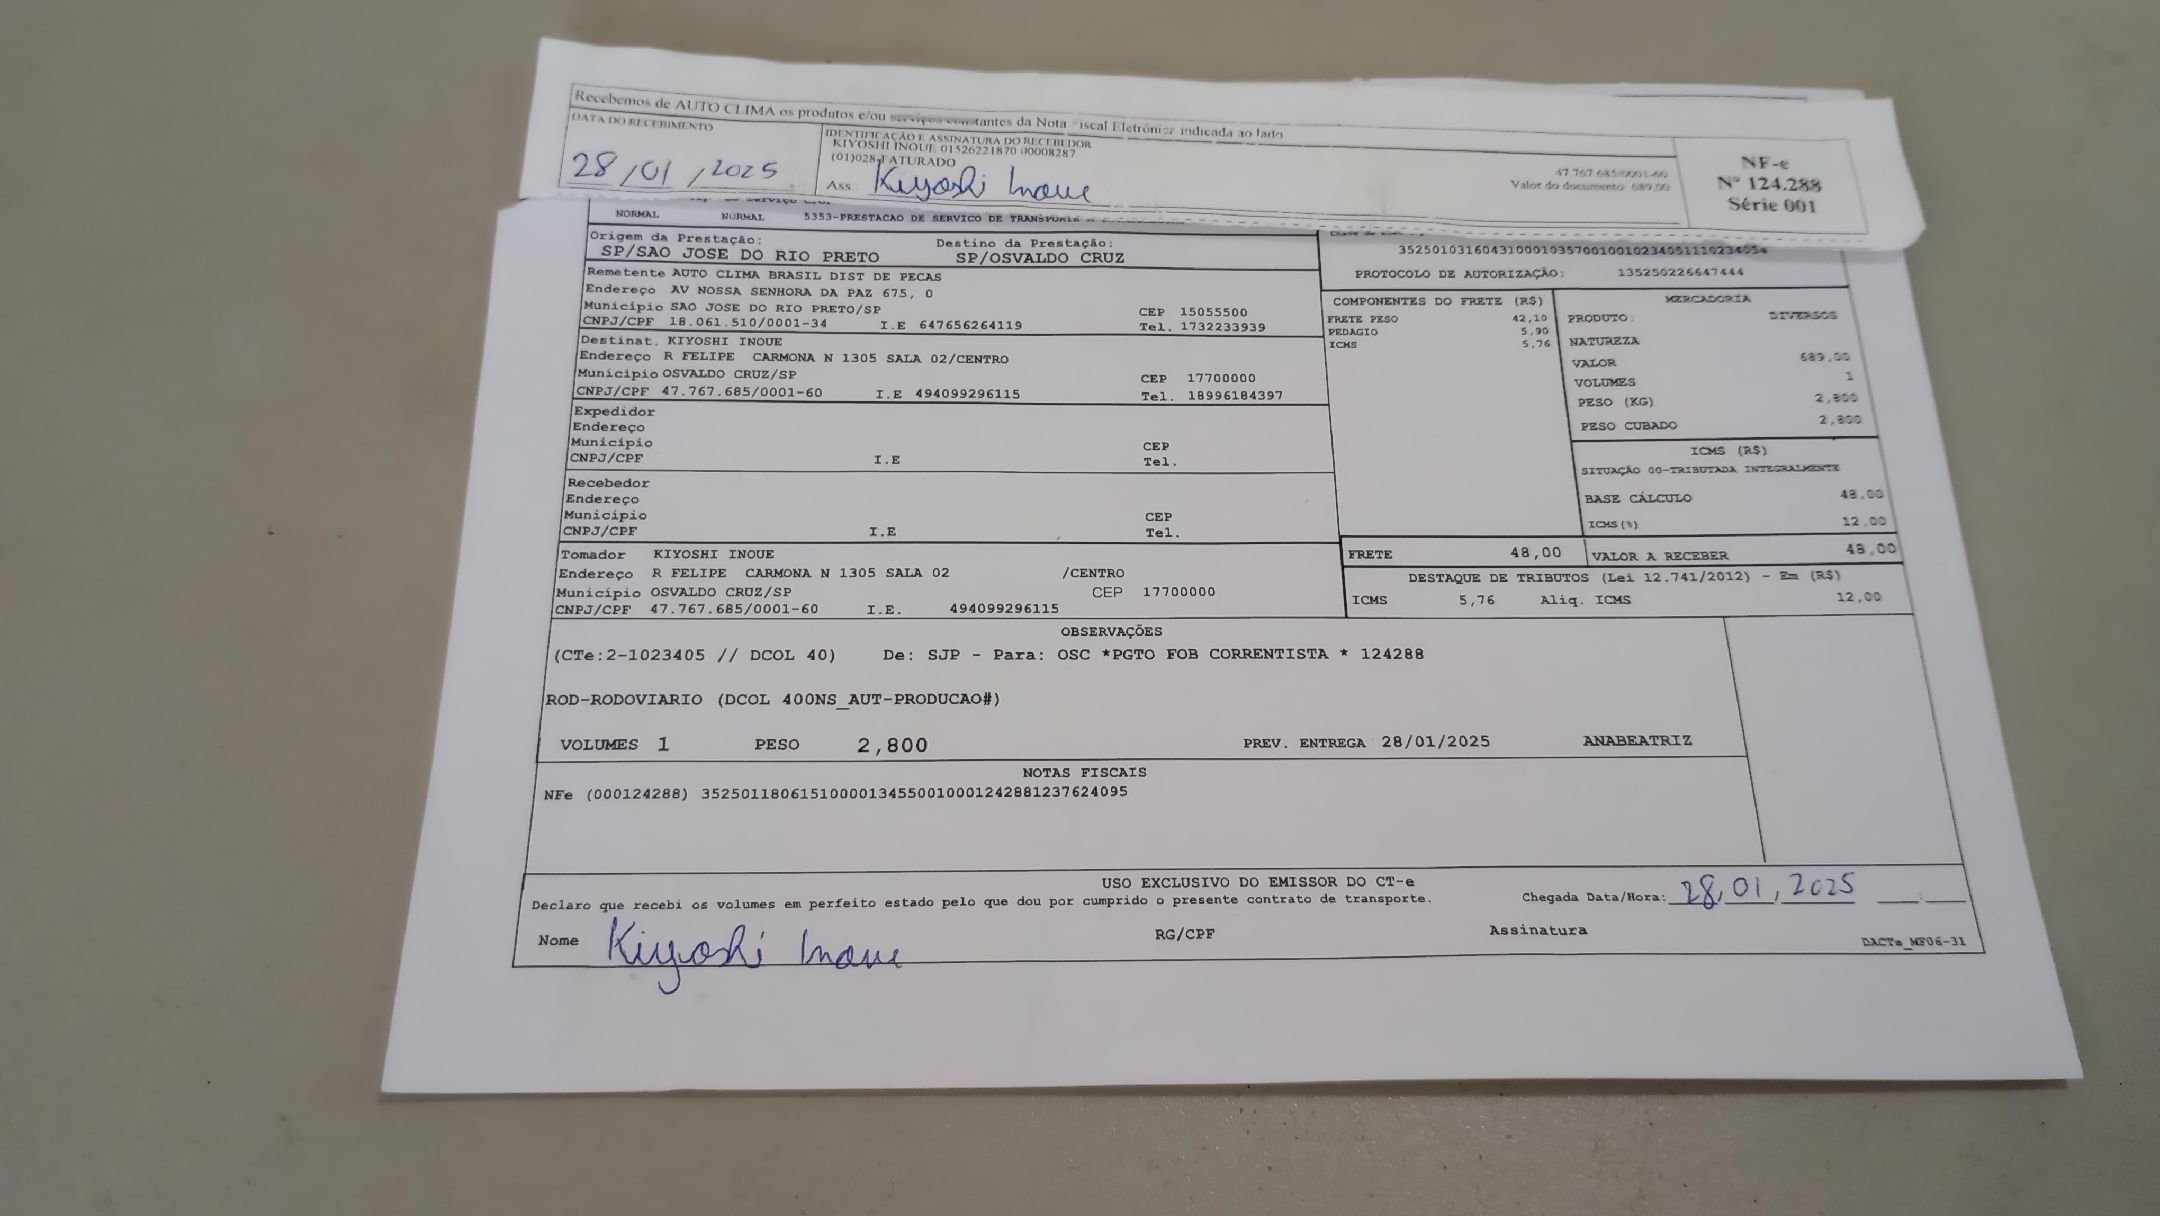 Recebemos de AUTO CLIMA os produtos e/ou serviços constantes da Nota Fiscal Eletrônica indicada ao lado
DATA DO RECEBIMENTO
28/01/2025
IDENTIFICAÇÃO E ASSINATURA DO RECEBEDOR
KIYOSHI INOUE 01526221870 00008287
(01)028-FATURADO
Ass.: Kiyoshi Inoue
47 767 685/0001-60
Valor do documento: 689,00
NF-e
Nº 124.288
Série 001
NORMAL NORMAL 5353-PRESTACAO DE SERVICO DE TRANSPORTE A
Origem da Prestação: Destino da Prestação:
SP/SAO JOSE DO RIO PRETO SP/OSVALDO CRUZ
Remetente AUTO CLIMA BRASIL DIST DE PECAS
Endereço AV NOSSA SENHORA DA PAZ 675, 0
Município SAO JOSE DO RIO PRETO/SP CEP 15055500
CNPJ/CPF 18.061.510/0001-34 I.E 647656264119 Tel. 1732233939
Destinat. KIYOSHI INOUE
Endereço R FELIPE CARMONA N 1305 SALA 02/CENTRO
Município OSVALDO CRUZ/SP CEP 17700000
CNPJ/CPF 47.767.685/0001-60 I.E 494099296115 Tel. 18996184397
Expedidor
Endereço
Município CEP
CNPJ/CPF I.E Tel.
Recebedor
Endereço
Município CEP
CNPJ/CPF I.E Tel.
Tomador KIYOSHI INOUE
Endereço R FELIPE CARMONA N 1305 SALA 02 /CENTRO
Município OSVALDO CRUZ/SP CEP 17700000
CNPJ/CPF 47.767.685/0001-60 I.E. 494099296115
PROTOCOLO DE AUTORIZAÇÃO: 135250226647444
COMPONENTES DO FRETE (R$)
FRETE PESO 42,10
PEDAGIO 5,90
ICMS 5,76
MERCADORIA
PRODUTO: DIVERSOS
NATUREZA
VALOR 689,00
VOLUMES 1
PESO (KG) 2,800
PESO CUBADO 2,800
ICMS (R$)
SITUAÇÃO 00-TRIBUTADA INTEGRALMENTE
BASE CÁLCULO 48,00
ICMS(%) 12,00
FRETE 48,00 VALOR A RECEBER 48,00
DESTAQUE DE TRIBUTOS (Lei 12.741/2012) - Em (R$)
ICMS 5,76 Aliq. ICMS 12,00
OBSERVAÇÕES
(CTe:2-1023405 // DCOL 40) De: SJP - Para: OSC *PGTO FOB CORRENTISTA * 124288
ROD-RODOVIARIO (DCOL 400NS_AUT-PRODUCAO#)
VOLUMES 1 PESO 2,800 PREV. ENTREGA 28/01/2025 ANABEATRIZ
NOTAS FISCAIS
NFe (000124288) 35250118061510000134550010001242881237624095
USO EXCLUSIVO DO EMISSOR DO CT-e
Declaro que recebi os volumes em perfeito estado pelo que dou por cumprido o presente contrato de transporte.
Chegada Data/Hora: 28,01,2025 :
Nome Kiyoshi Inoue RG/CPF Assinatura
DACTe_MF06-31